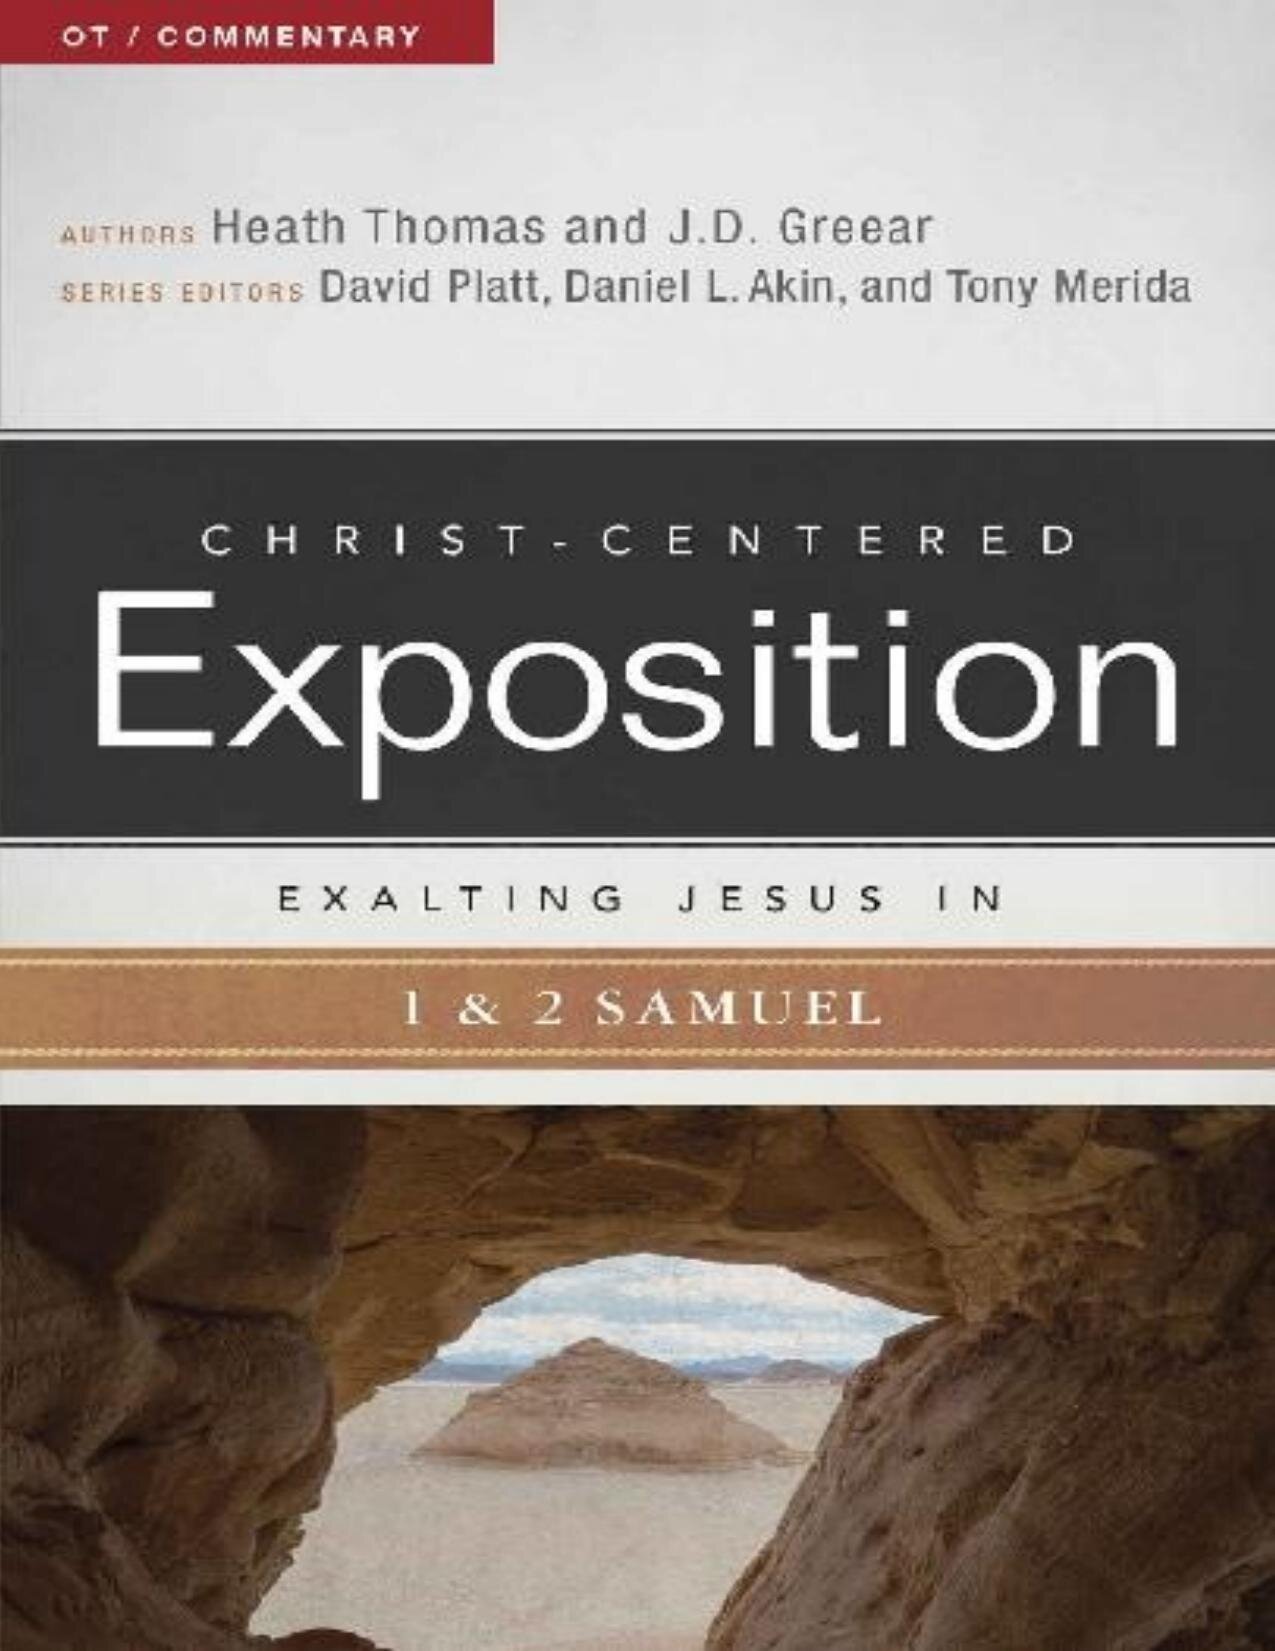 OT / COMMENTARY
AUTHORS Heath Thomas and J.D. Greear
SERIES EDITORS David Platt, Daniel L. Akin, and Tony Merida
CHRIST-CENTERED
Exposition
EXALTING JESUS IN
1 & 2 SAMUEL